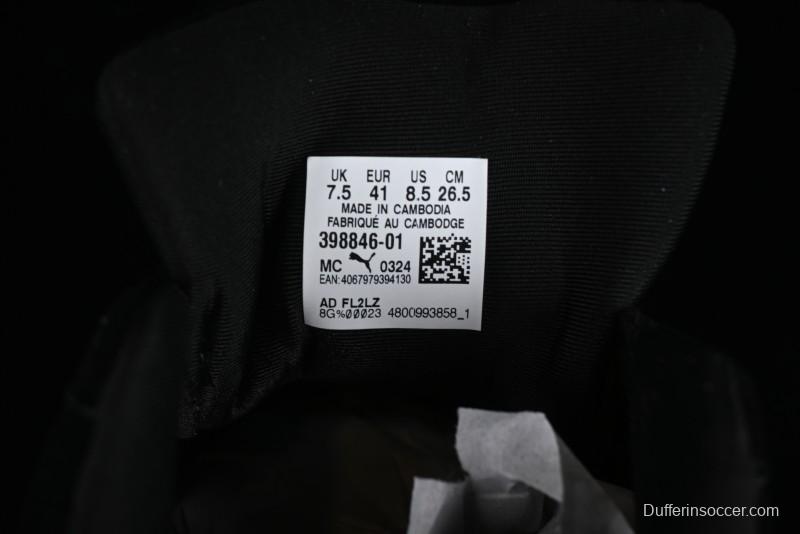 UK EUR US CM
7.5 41 8.5 26.5
MADE IN CAMBODIA
FABRIQUÉ AU CAMBODGE
398846-01
MC 0324
EAN: 4067979394130
AD FL2LZ
8G%00023 4800993858_1
Dufferinsoccer.com